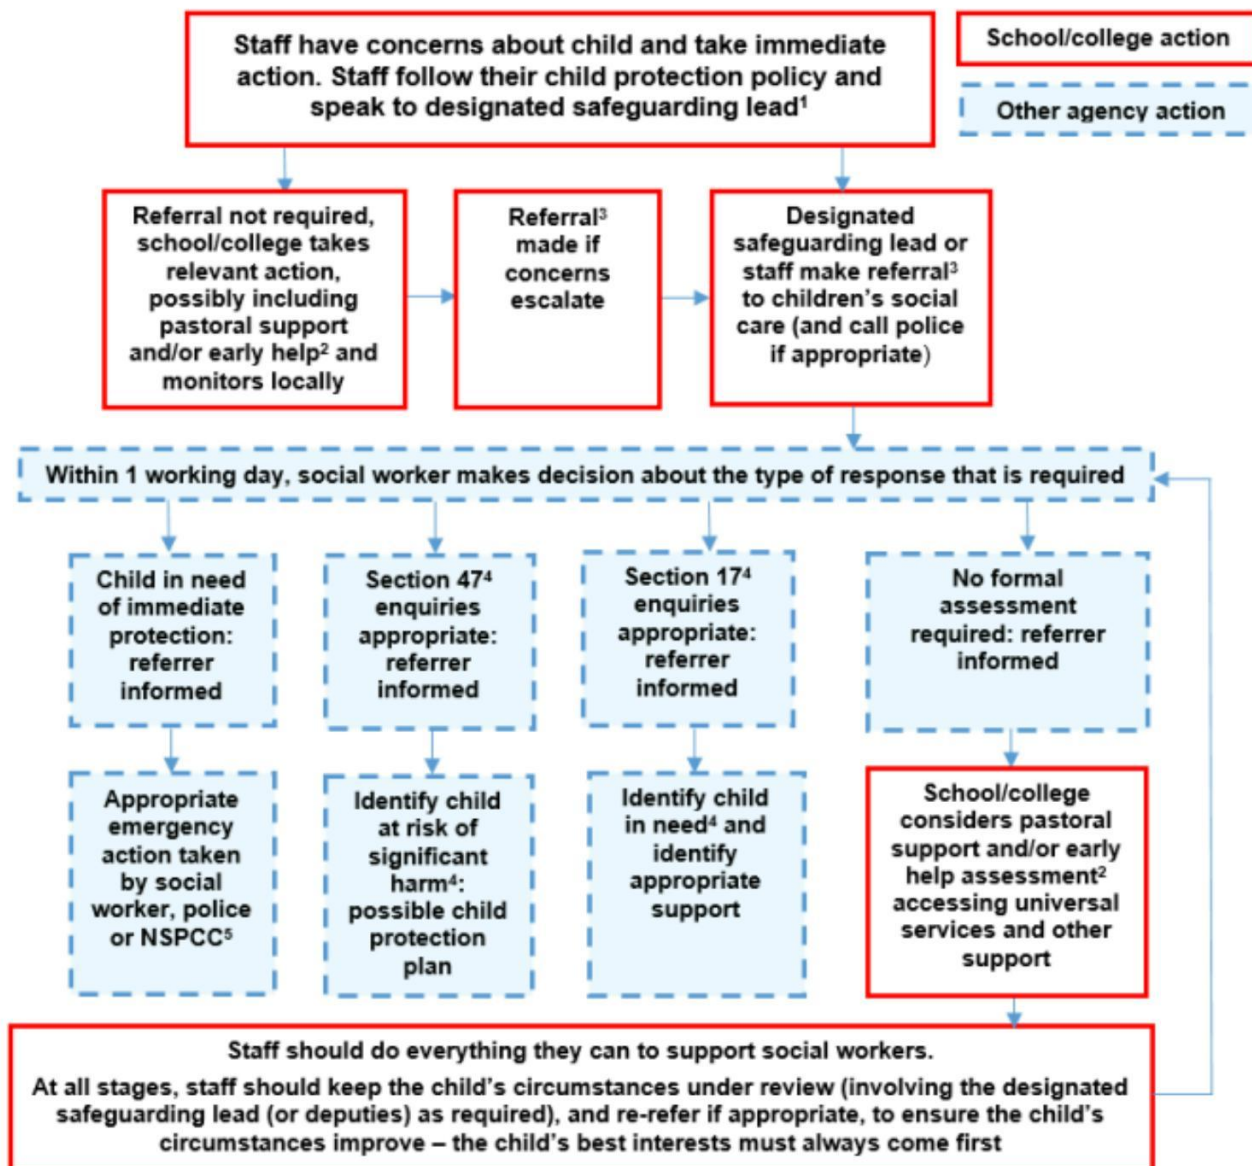 Staff have concerns about child and take immediate
action. Staff follow their child protection policy and
speak to designated safeguarding lead¹
School/college action
Other agency action
Referral not required,
school/college takes
relevant action,
possibly including
pastoral support
and/or early help² and
monitors locally
Referral³
made if
concerns
escalate
Designated
safeguarding lead or
staff make referral³
to children's social
care (and call police
if appropriate)
Within 1 working day, social worker makes decision about the type of response that is required
Child in need
of immediate
protection:
referrer
informed
Section 47⁴
enquiries
appropriate:
referrer
informed
Section 17⁴
enquiries
appropriate:
referrer
informed
No formal
assessment
required: referrer
informed
Appropriate
emergency
action taken
by social
worker, police
or NSPCC⁵
Identify child
at risk of
significant
harm⁴:
possible child
protection
plan
Identify child
in need⁴ and
identify
appropriate
support
School/college
considers pastoral
support and/or early
help assessment²
accessing universal
services and other
support
Staff should do everything they can to support social workers.
At all stages, staff should keep the child's circumstances under review (involving the designated
safeguarding lead (or deputies) as required), and re-refer if appropriate, to ensure the child's
circumstances improve – the child's best interests must always come first